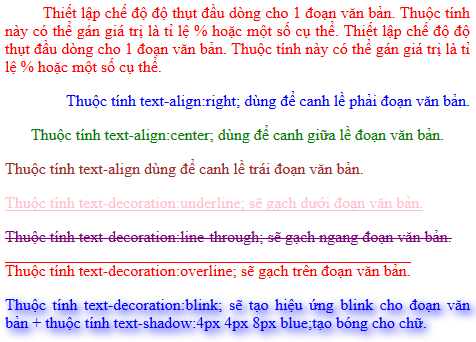 Thiết lập chế độ độ thụt đầu dòng cho 1 đoạn văn bản. Thuộc tính
này có thể gán giá trị là tỉ lệ % hoặc một số cụ thể. Thiết lập chế độ độ
thụt đầu dòng cho 1 đoạn văn bản. Thuộc tính này có thể gán giá trị là tỉ
lệ % hoặc một số cụ thể.
Thuộc tính text-align:right; dùng để canh lề phải đoạn văn bản.
Thuộc tính text-align:center; dùng để canh giữa lề đoạn văn bản.
Thuộc tính text-align dùng để canh lề trái đoạn văn bản.
Thuộc tính text-decoration:underline; sẽ gạch dưới đoạn văn bản.
Thuộc tính text-decoration:line-through; sẽ gạch ngang đoạn văn bản.
Thuộc tính text-decoration:overline; sẽ gạch trên đoạn văn bản.
Thuộc tính text-decoration:blink; sẽ tạo hiệu ứng blink cho đoạn văn
bản + thuộc tính text-shadow:4px 4px 8px blue;tạo bóng cho chữ.